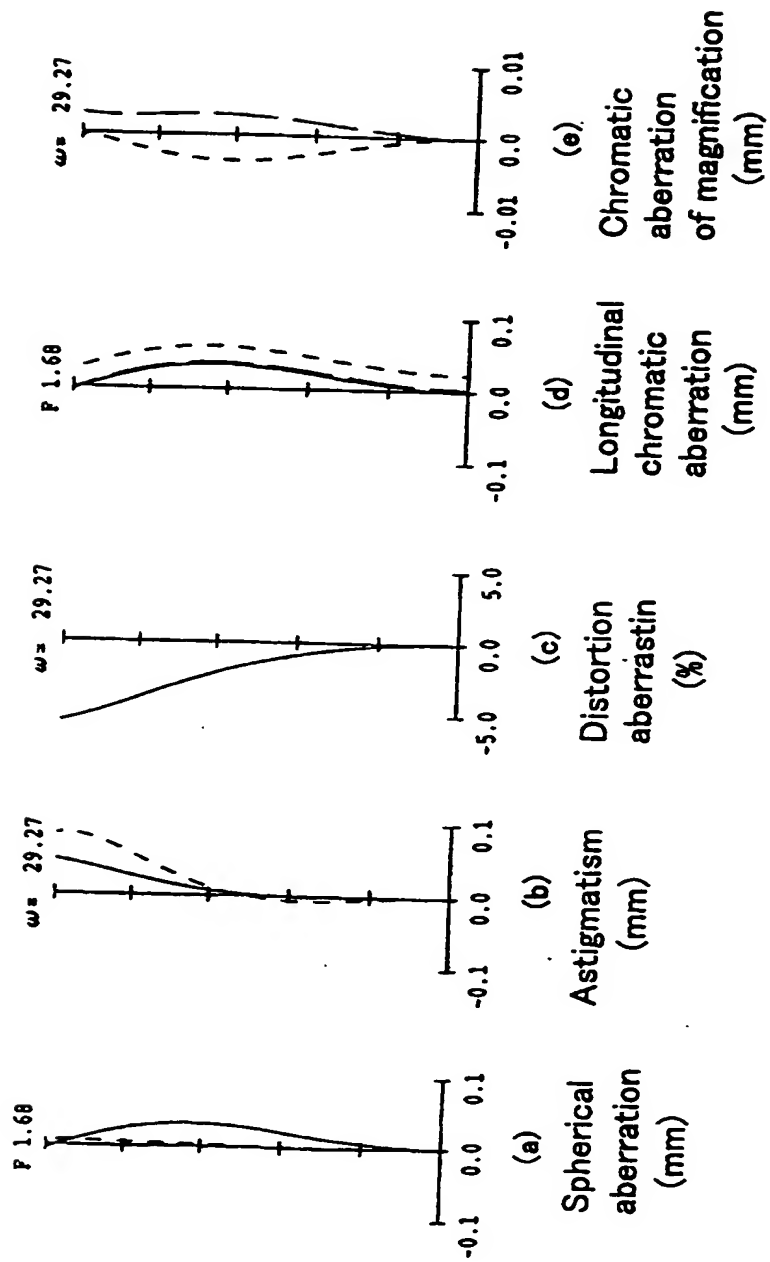 F 1.68
-0.1 0.0 0.1
(a)
Spherical
aberration
(mm)
ω= 29.27
-0.1 0.0 0.1
(b)
Astigmatism
(mm)
ω= 29.27
-5.0 0.0 5.0
(c)
Distortion
aberrastin
(%)
F 1.68
-0.1 0.0 0.1
(d)
Longitudinal
chromatic
aberration
(mm)
ω= 29.27
-0.01 0.0 0.01
(e)
Chromatic
aberration
of magnification
(mm)